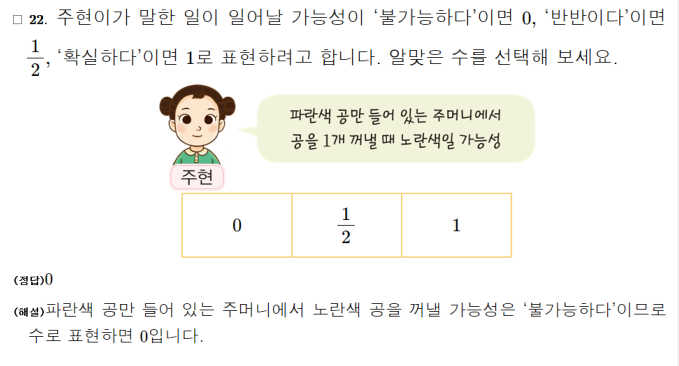 □ 22. 주현이가 말한 일이 일어날 가능성이 ‘불가능하다’이면 0, ‘반반이다’이면
1/2, ‘확실하다’이면 1로 표현하려고 합니다. 알맞은 수를 선택해 보세요.
파란색 공만 들어 있는 주머니에서
공을 1개 꺼낼 때 노란색일 가능성
주현
0 1/2 1
(정답)0
(해설)파란색 공만 들어 있는 주머니에서 노란색 공을 꺼낼 가능성은 ‘불가능하다’이므로
수로 표현하면 0입니다.